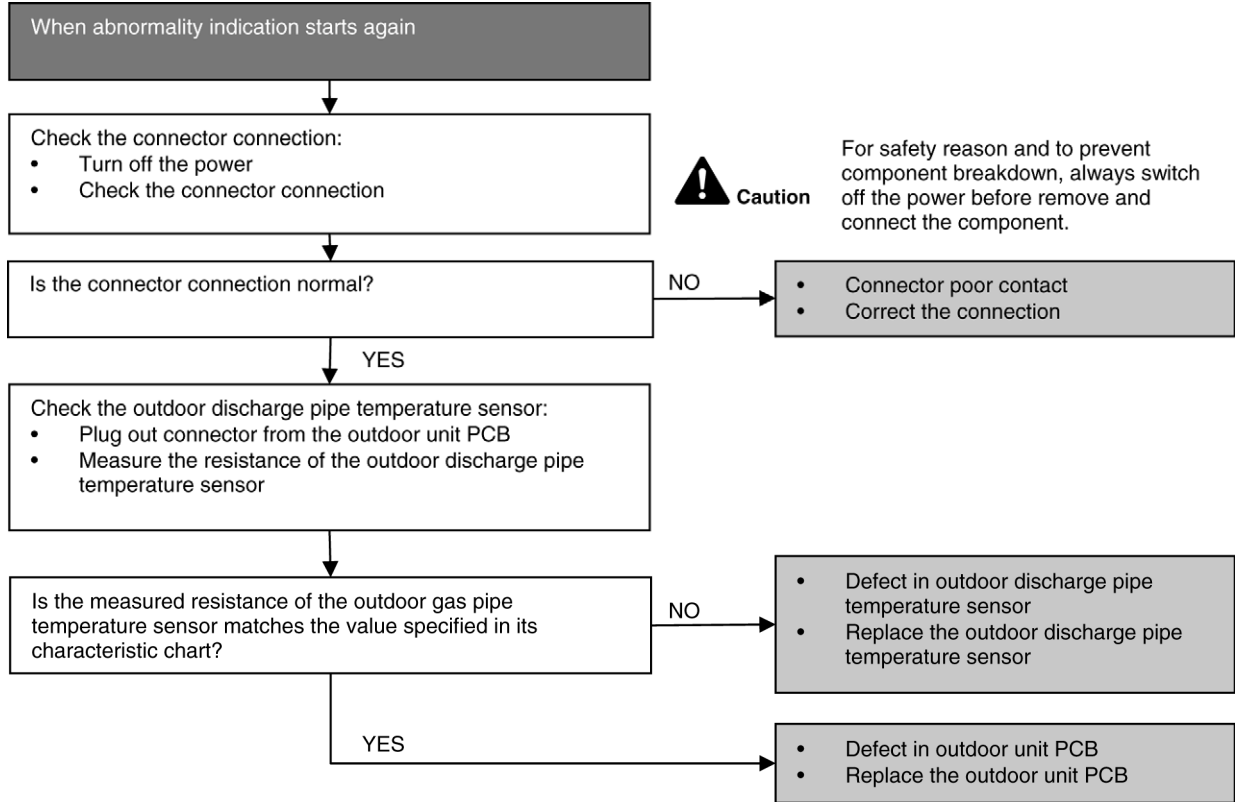 When abnormality indication starts again
Check the connector connection:
• Turn off the power
• Check the connector connection
Caution
For safety reason and to prevent
component breakdown, always switch
off the power before remove and
connect the component.
Is the connector connection normal?
NO
• Connector poor contact
• Correct the connection
YES
Check the outdoor discharge pipe temperature sensor:
• Plug out connector from the outdoor unit PCB
• Measure the resistance of the outdoor discharge pipe
temperature sensor
Is the measured resistance of the outdoor gas pipe
temperature sensor matches the value specified in its
characteristic chart?
NO
• Defect in outdoor discharge pipe
temperature sensor
• Replace the outdoor discharge pipe
temperature sensor
YES
• Defect in outdoor unit PCB
• Replace the outdoor unit PCB